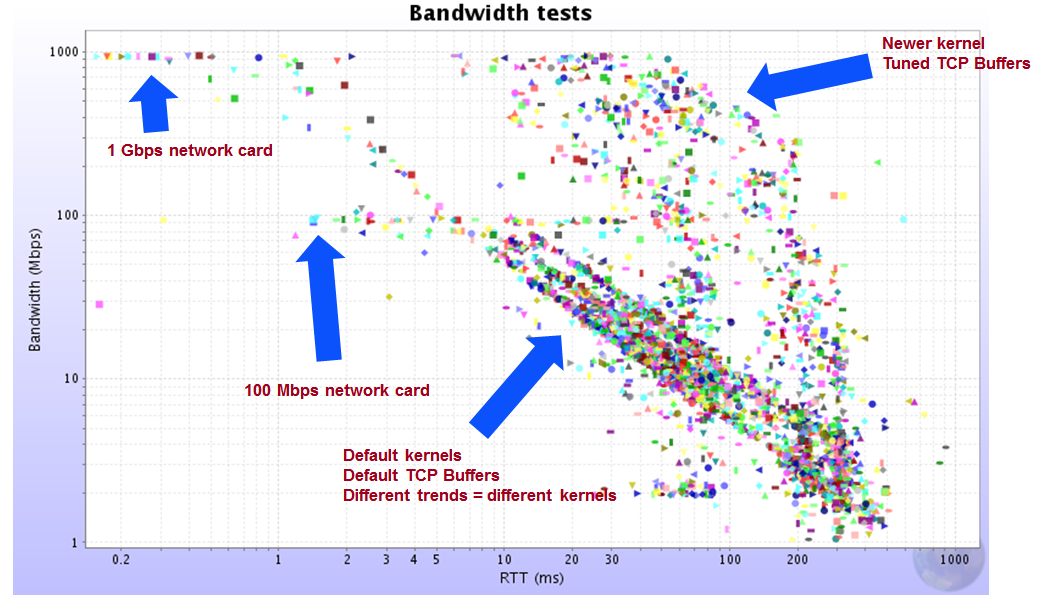 Bandwidth tests
1000
100
10
1
Bandwidth (Mbps)
Newer kernel
Tuned TCP Buffers
1 Gbps network card
100 Mbps network card
Default kernels
Default TCP Buffers
Different trends = different kernels
0.2 1 2 3 4 5 10 20 30 100 200 1000
RTT (ms)